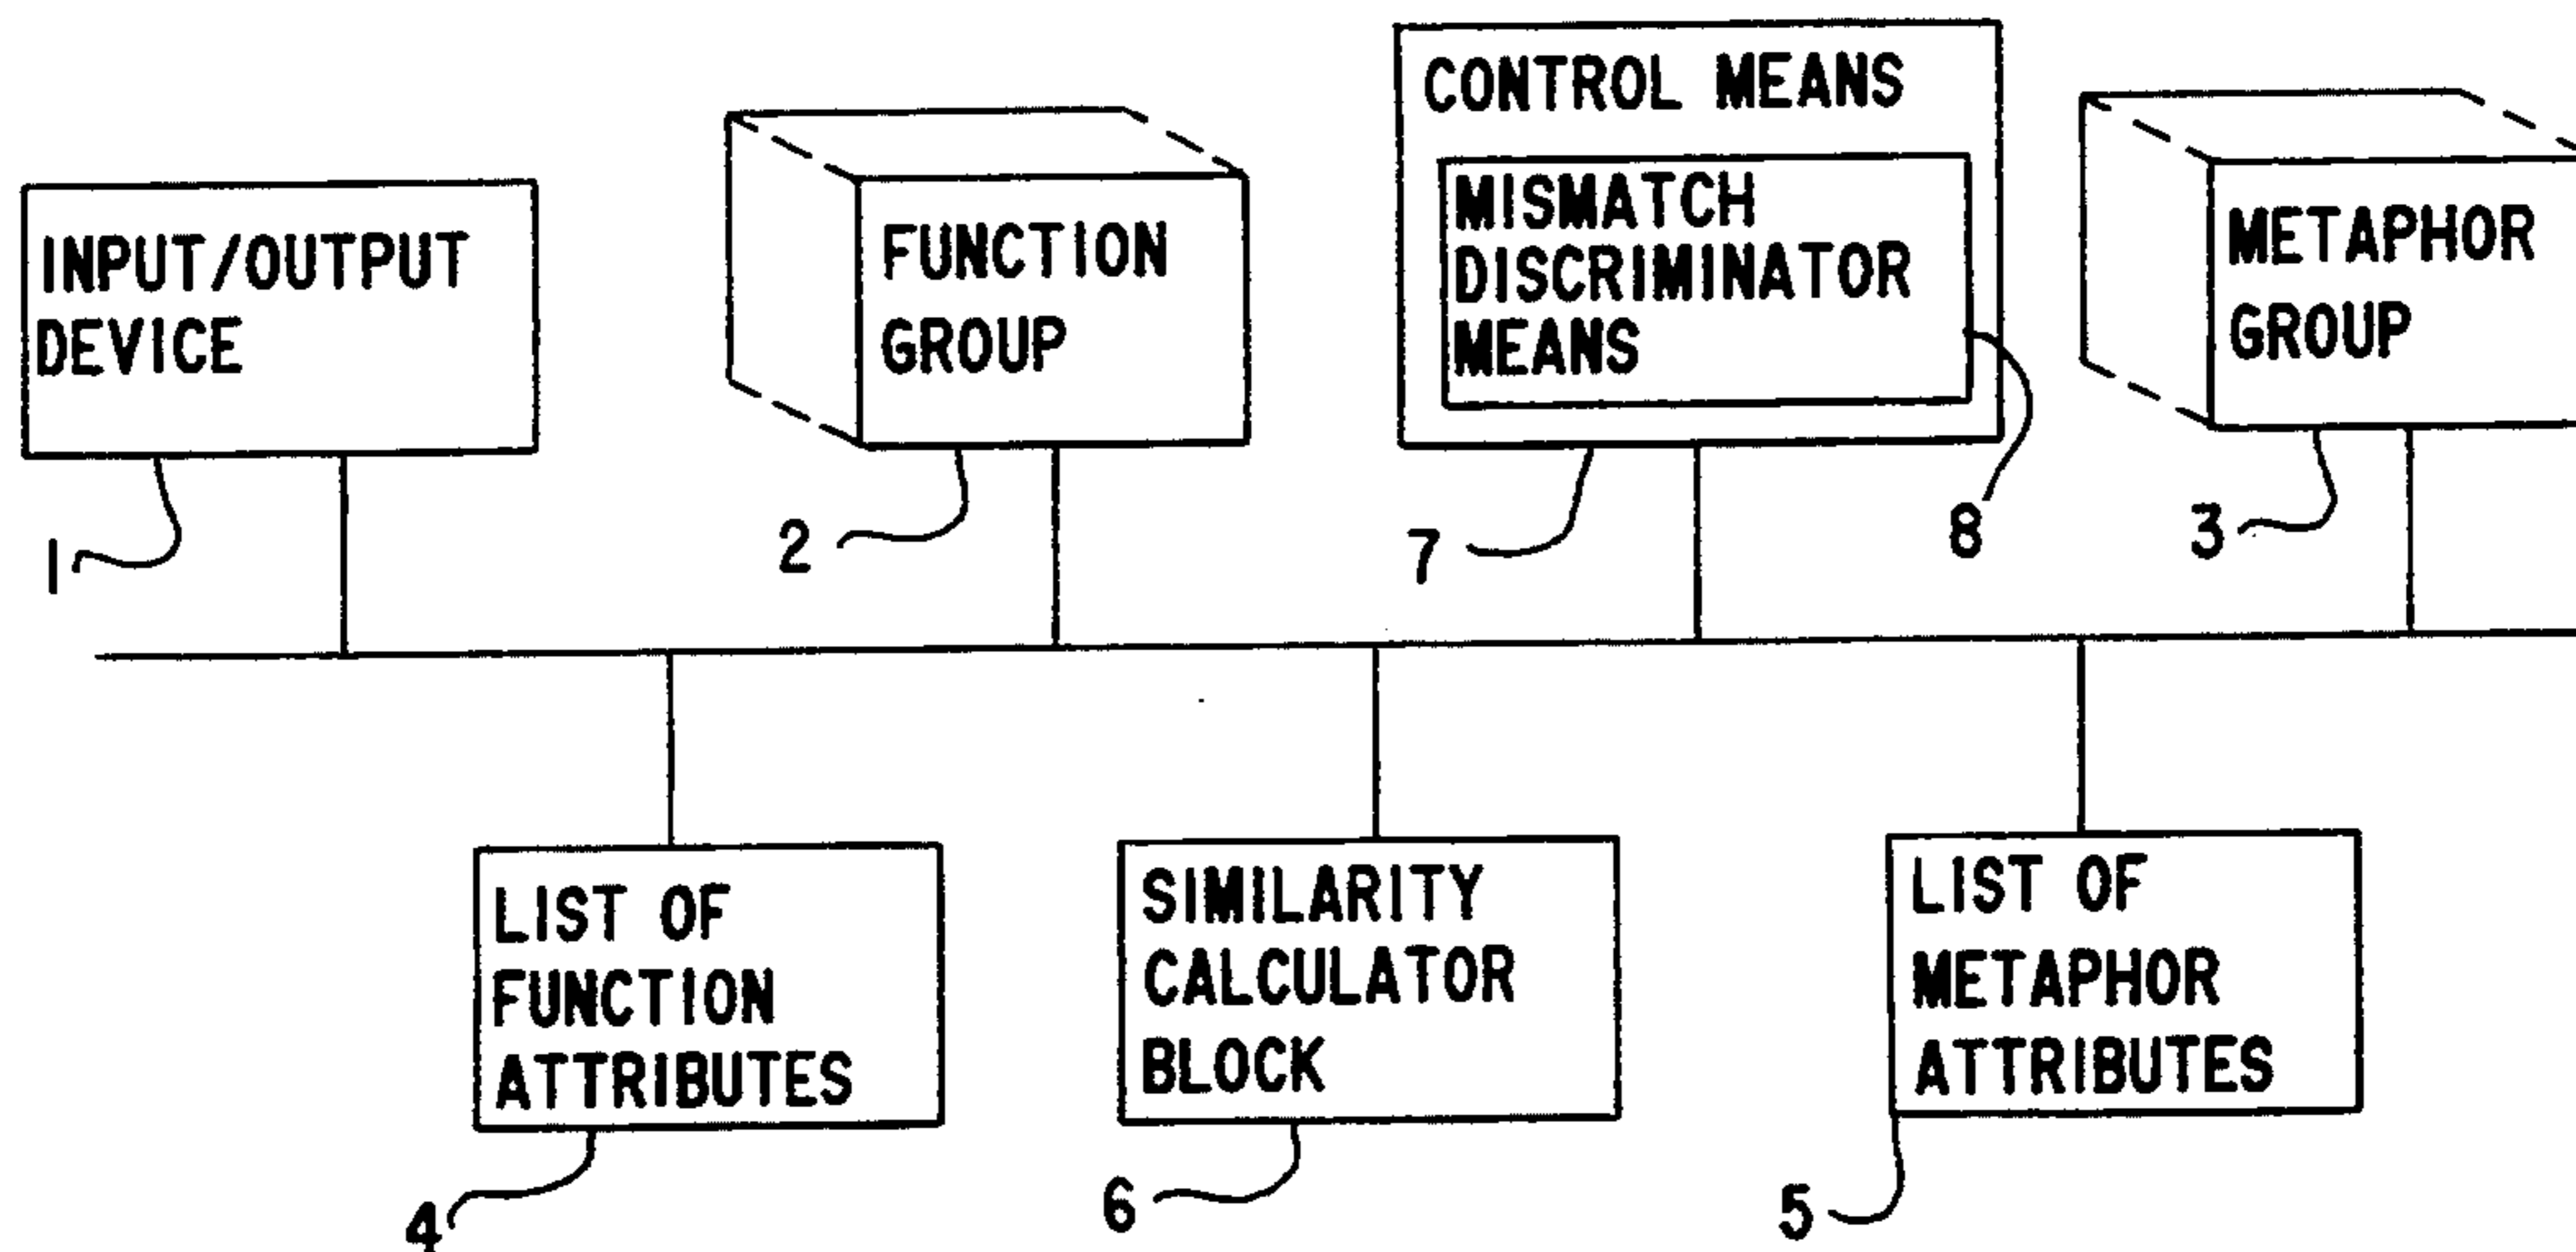 INPUT/OUTPUT
DEVICE
1
FUNCTION
GROUP
2
CONTROL MEANS
MISMATCH
DISCRIMINATOR
MEANS
7
8
METAPHOR
GROUP
3
LIST OF
FUNCTION
ATTRIBUTES
4
SIMILARITY
CALCULATOR
BLOCK
6
LIST OF
METAPHOR
ATTRIBUTES
5